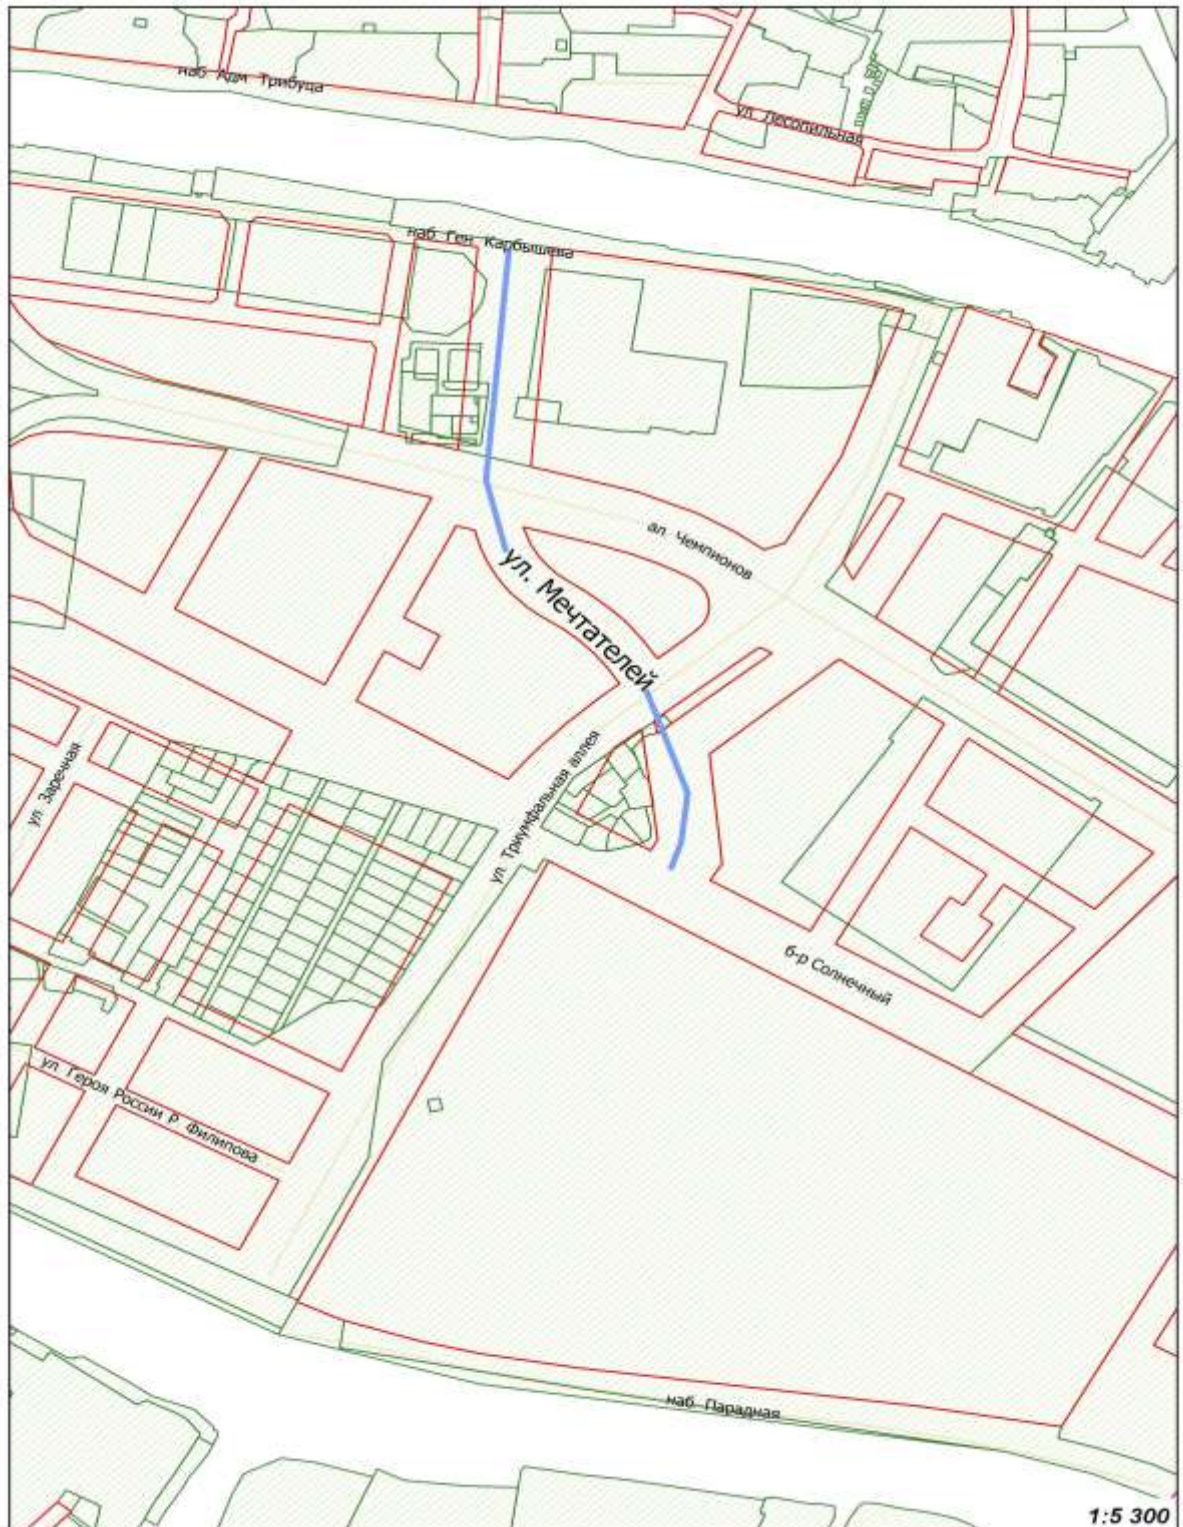 наб Адм Трибуца
ул Лесопильная
наб Ген Карбышева
ал Чемпионов
ул. Мечтателей
ул Заречная
ул Триумфальная аллея
б-р Солнечный
ул Героя России Р Филипова
наб Парадная
1:5 300